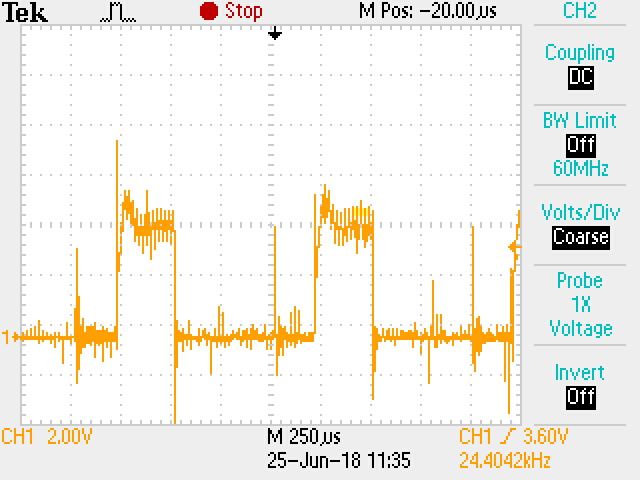 Tek Stop M Pos: -20.00µs CH2
Coupling
DC
BW Limit
Off
60MHz
Volts/Div
Coarse
Probe
1X
Voltage
Invert
Off
1
CH1 2.00V M 250µs CH1 3.60V
25-Jun-18 11:35 24.4042kHz